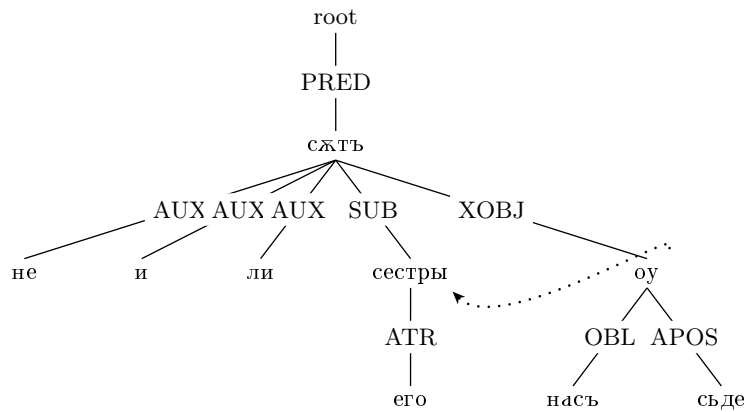 root
PRED
сѫтъ
AUX AUX AUX SUB XOBJ
не и ли сестры оу
ATR OBL APOS
его насъ сьде